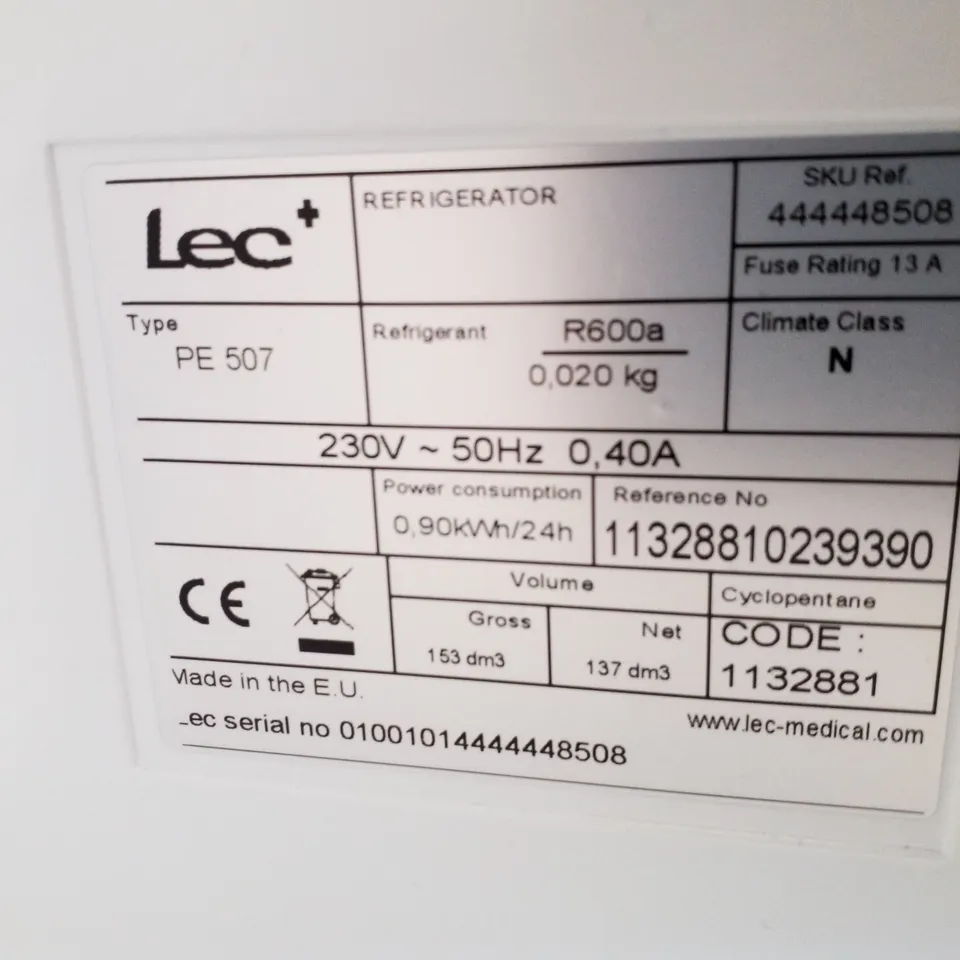 Lec+
REFRIGERATOR
SKU Ref.
444448508
Fuse Rating 13 A
Type
PE 507
Refrigerant
R600a
0,020 kg
Climate Class
N
230V ~ 50Hz 0,40A
Power consumption
0,90kWh/24h
Reference No
11328810239390
CE
Volume
Gross
153 dm3
Net
137 dm3
Cyclopentane
CODE :
1132881
Made in the E.U.
Lec serial no 01001014444448508
www.lec-medical.com